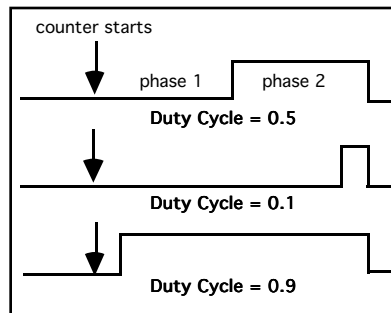 counter starts
phase 1 phase 2
Duty Cycle = 0.5
Duty Cycle = 0.1
Duty Cycle = 0.9